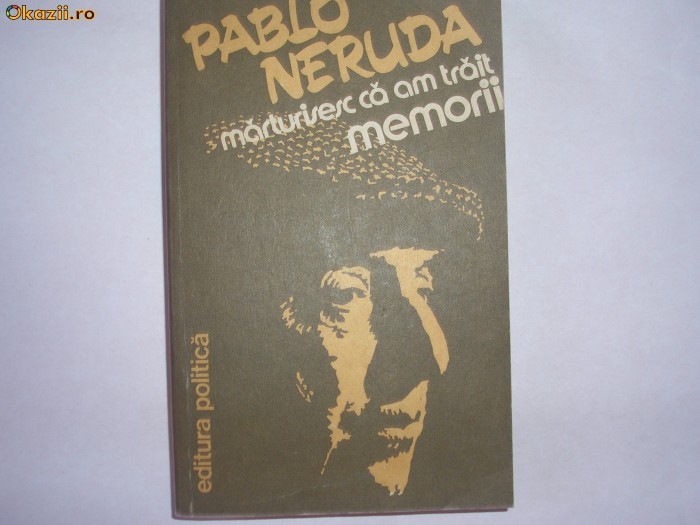 Okazii.ro
PABLO
NERUDA
mărturisesc că am trăit
memorii
editura politică